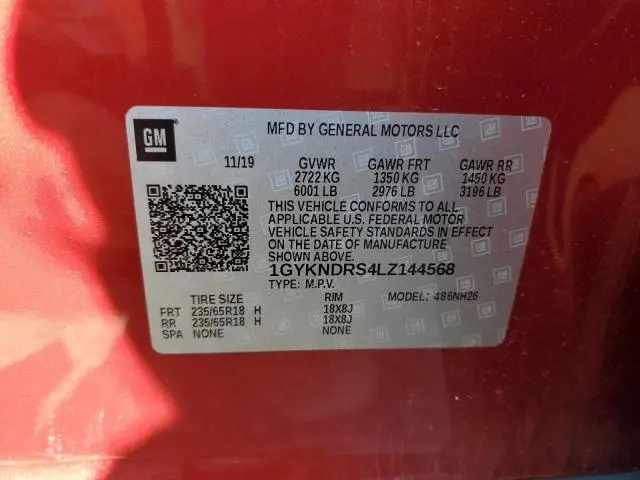 GM
MFD BY GENERAL MOTORS LLC
11/19 GVWR GAWR FRT GAWR RR
2722 KG 1350 KG 1450 KG
6001 LB 2976 LB 3196 LB
THIS VEHICLE CONFORMS TO ALL
APPLICABLE U.S. FEDERAL MOTOR
VEHICLE SAFETY STANDARDS IN EFFECT
ON THE DATE OF MANUFACTURE
SHOWN ABOVE.
1GYKNDRS4LZ144568
TYPE: M.P.V.
TIRE SIZE RIM MODEL: 486NH26
FRT 235/65R18 H 18X8J
RR 235/65R18 H 18X8J
SPA NONE NONE